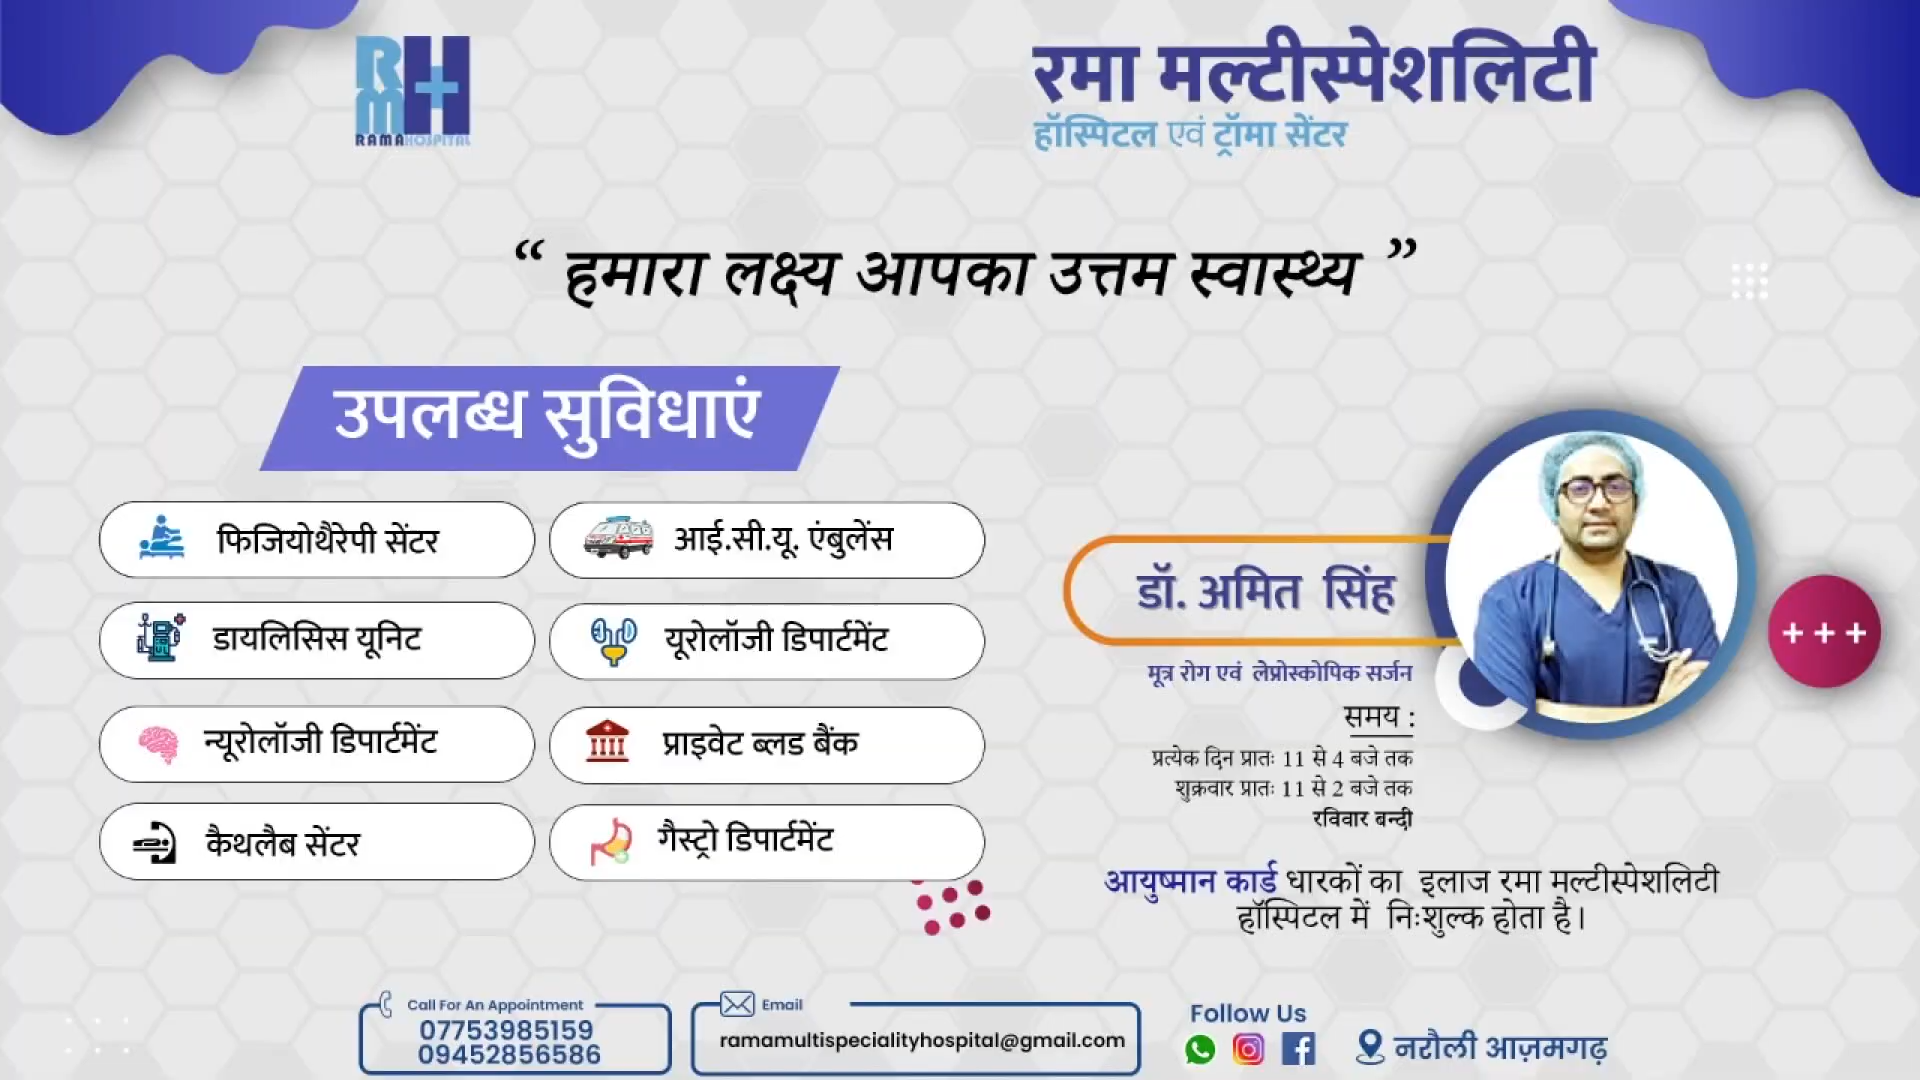 RAMAHOSPITAL
रमा मल्टीस्पेशलिटी
हॉस्पिटल एवं ट्रॉमा सेंटर
“ हमारा लक्ष्य आपका उत्तम स्वास्थ्य ”
उपलब्ध सुविधाएं
फिजियोथैरेपी सेंटर
आई.सी.यू. एंबुलेंस
डायलिसिस यूनिट
यूरोलॉजी डिपार्टमेंट
न्यूरोलॉजी डिपार्टमेंट
प्राइवेट ब्लड बैंक
कैथलैब सेंटर
गैस्ट्रो डिपार्टमेंट
डॉ. अमित सिंह
मूत्र रोग एवं लेप्रोस्कोपिक सर्जन
समय :
प्रत्येक दिन प्रातः 11 से 4 बजे तक
शुक्रवार प्रातः 11 से 2 बजे तक
रविवार बन्दी
आयुष्मान कार्ड धारकों का इलाज रमा मल्टीस्पेशलिटी
हॉस्पिटल में निःशुल्क होता है।
Call For An Appointment
07753985159
09452856586
Email
ramamultispecialityhospital@gmail.com
Follow Us
नरौली आज़मगढ़